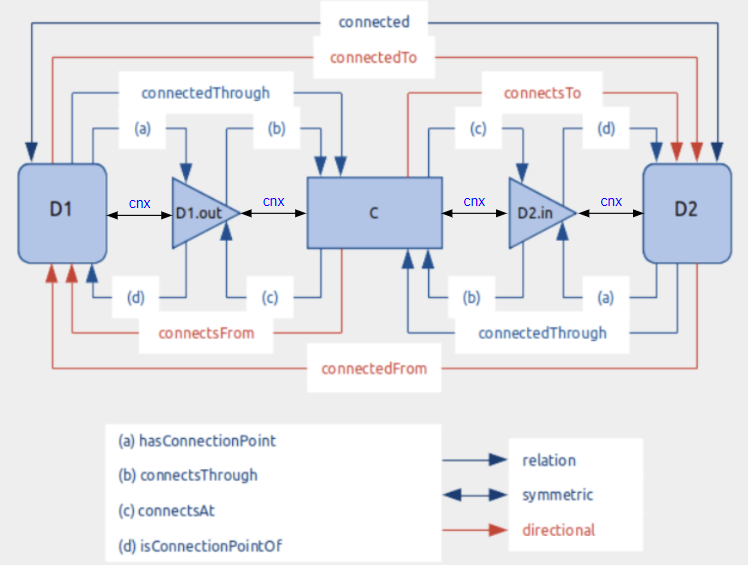 connected
connectedTo
connectedThrough
connectsTo
(a)
(b)
(c)
(d)
D1
cnx
D1.out
cnx
C
cnx
D2.in
cnx
D2
(d)
(c)
(b)
(a)
connectsFrom
connectedThrough
connectedFrom
(a) hasConnectionPoint
(b) connectsThrough
(c) connectsAt
(d) isConnectionPointOf
relation
symmetric
directional